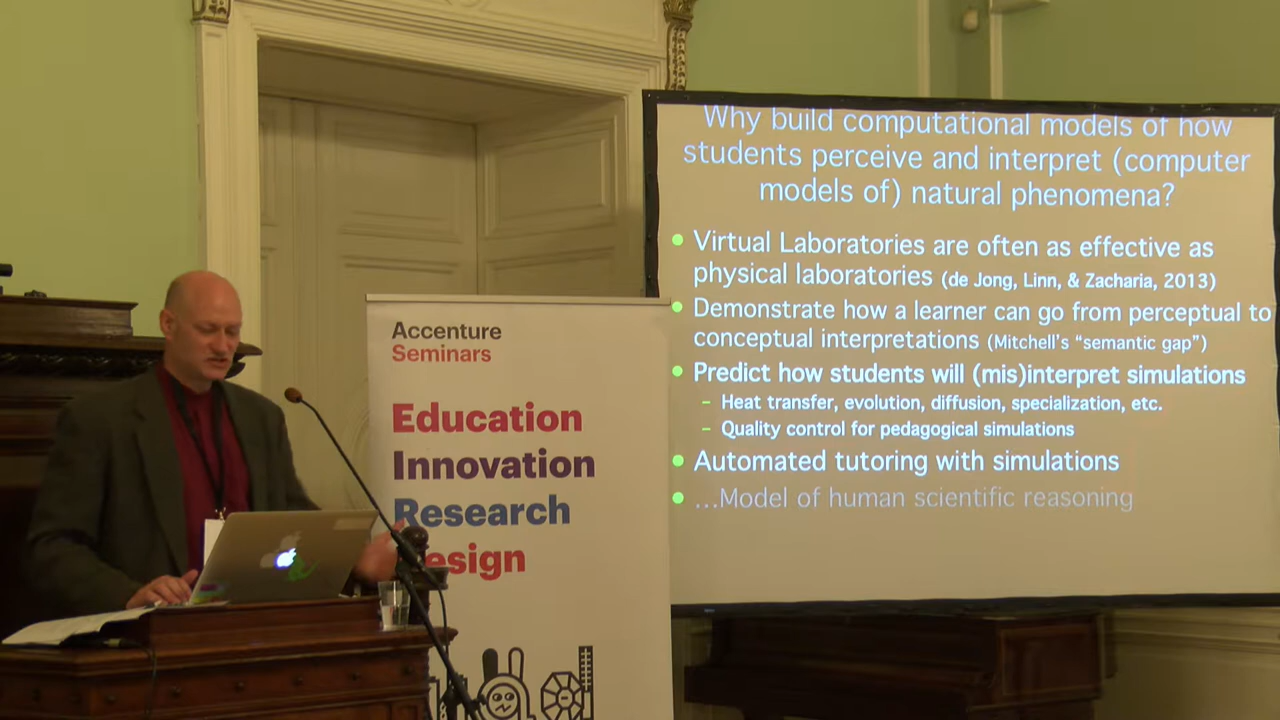 Accenture
Seminars
Education
Innovation
Research
esign
Why build computational models of how
students perceive and interpret (computer
models of) natural phenomena?
• Virtual Laboratories are often as effective as
physical laboratories (de Jong, Linn, & Zacharia, 2013)
• Demonstrate how a learner can go from perceptual to
conceptual interpretations (Mitchell's "semantic gap")
• Predict how students will (mis)interpret simulations
– Heat transfer, evolution, diffusion, specialization, etc.
– Quality control for pedagogical simulations
• Automated tutoring with simulations
• ...Model of human scientific reasoning